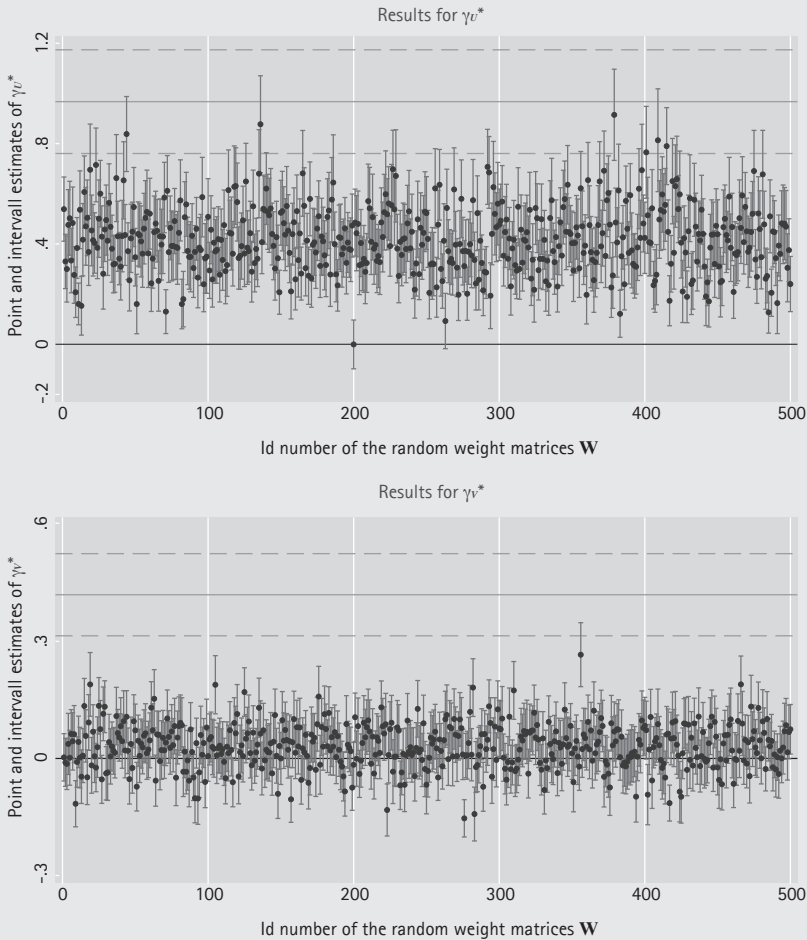 Results for γυ*
Point and intervall estimates of γυ*
1.2
.8
.4
0
-.2
0 100 200 300 400 500
Id number of the random weight matrices W
Results for γν*
Point and intervall estimates of γν*
.6
.3
0
-.3
0 100 200 300 400 500
Id number of the random weight matrices W